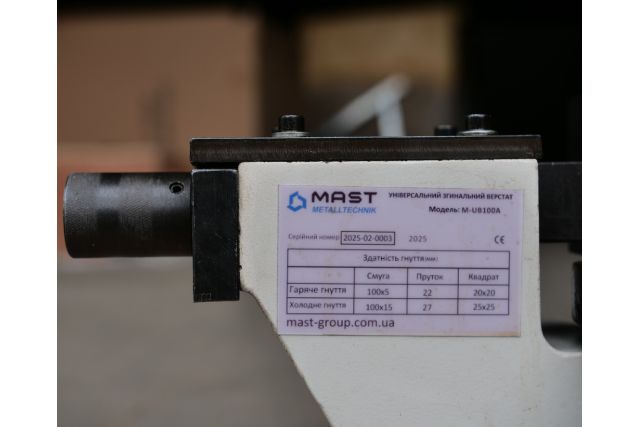 MAST
METALLTECHNIK
УНІВЕРСАЛЬНИЙ ЗГИНАЛЬНИЙ ВЕРСТАТ
Модель: M-UB100A
Серійний номер 2025-02-0003 2025 CE
Здатність гнуття(мм)
Смуга Пруток Квадрат
Гаряче гнуття 100x5 22 20x20
Холодне гнуття 100x15 27 25x25
mast-group.com.ua